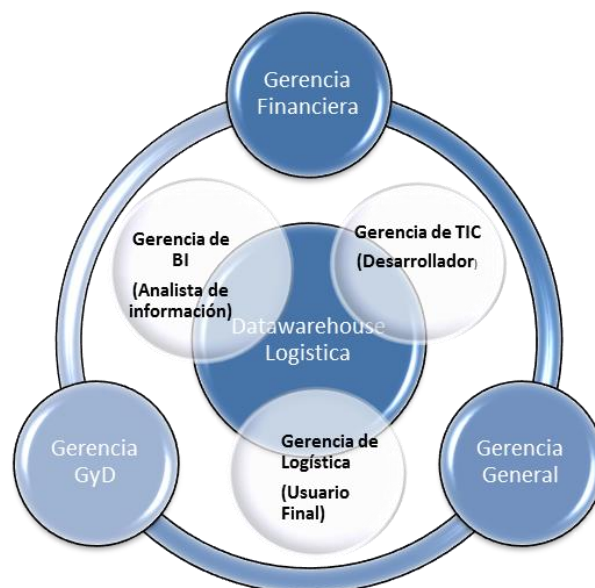 Gerencia
Financiera
Gerencia de
BI
(Analista de
información)
Gerencia de TIC
(Desarrollador)
Datawarehouse
Logistica
Gerencia de
Logística
(Usuario
Final)
Gerencia
GyD
Gerencia
General